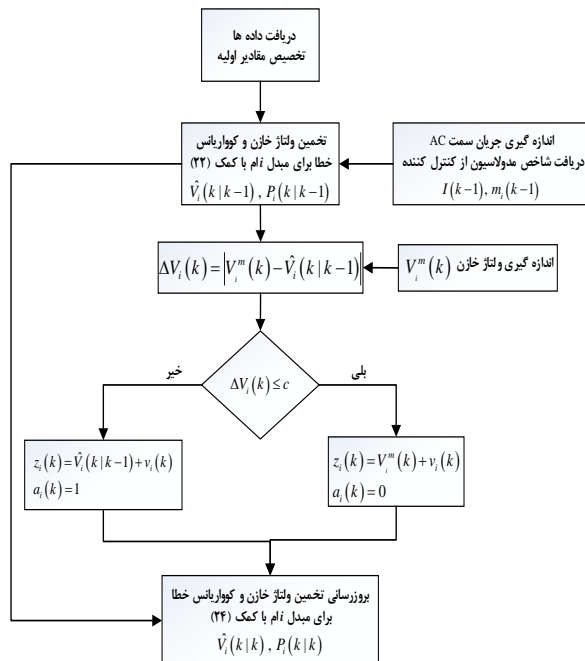 دریافت داده ها
تخصیص مقادیر اولیه
تخمین ولتاژ خازن و کوواریانس
خطا برای مبدل iام با کمک (۲۲)
V̂_i(k|k−1) , P_i(k|k−1)
اندازه گیری جریان سمت AC
دریافت شاخص مدولاسیون از کنترل کننده
I(k−1), m_i(k−1)
ΔV_i(k)=|V_i^m(k)−V̂_i(k|k−1)|
اندازه گیری ولتاژ خازن V_i^m(k)
خیر
بلی
ΔV_i(k)≤c
z_i(k)=V̂_i(k|k−1)+v_i(k)
a_i(k)=1
z_i(k)=V_i^m(k)+v_i(k)
a_i(k)=0
بروزرسانی تخمین ولتاژ خازن و کوواریانس خطا
برای مبدل iام با کمک (۲۴)
V̂_i(k|k) , P_i(k|k)